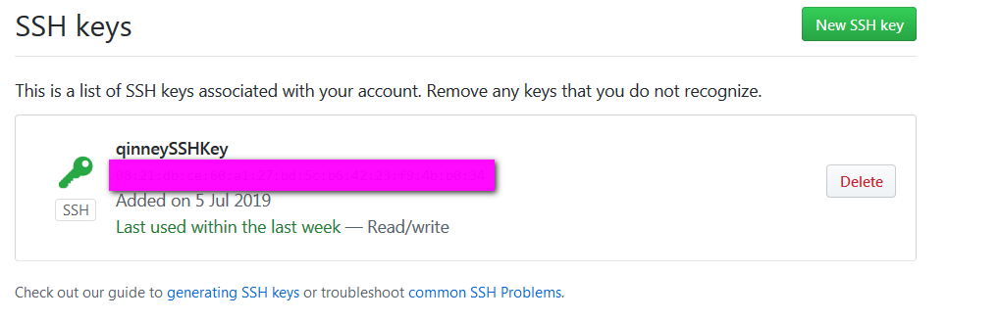 SSH keys
New SSH key
This is a list of SSH keys associated with your account. Remove any keys that you do not recognize.
qinneySSHKey
SSH
Added on 5 Jul 2019
Last used within the last week — Read/write
Delete
Check out our guide to generating SSH keys or troubleshoot common SSH Problems.